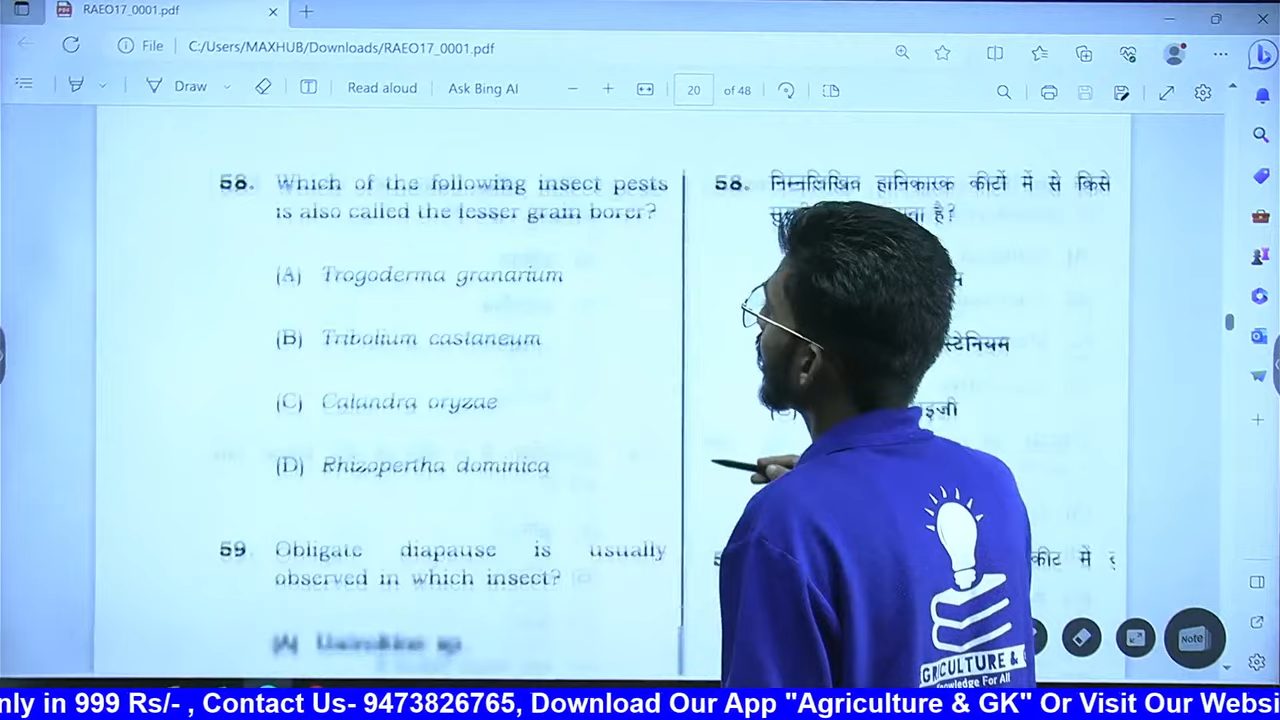 RAEO17_0001.pdf
File C:/Users/MAXHUB/Downloads/RAEO17_0001.pdf
Draw Read aloud Ask Bing AI 20 of 48
58. Which of the following insect pests
is also called the lesser grain borer?
(A) Trogoderma granarium
(B) Tribolium castaneum
(C) Calandra oryzae
(D) Rhizopertha dominica
59 Obligate diapause is usually
observed in which insect?
(A)
58. निम्नलिखित हानिकारक कीटों में से किसे
है?
स्टेनियम
इजी
कीट में
Note
GRICULTURE &
Knowledge For All
nly in 999 Rs/- , Contact Us- 9473826765, Download Our App "Agriculture & GK" Or Visit Our Websi